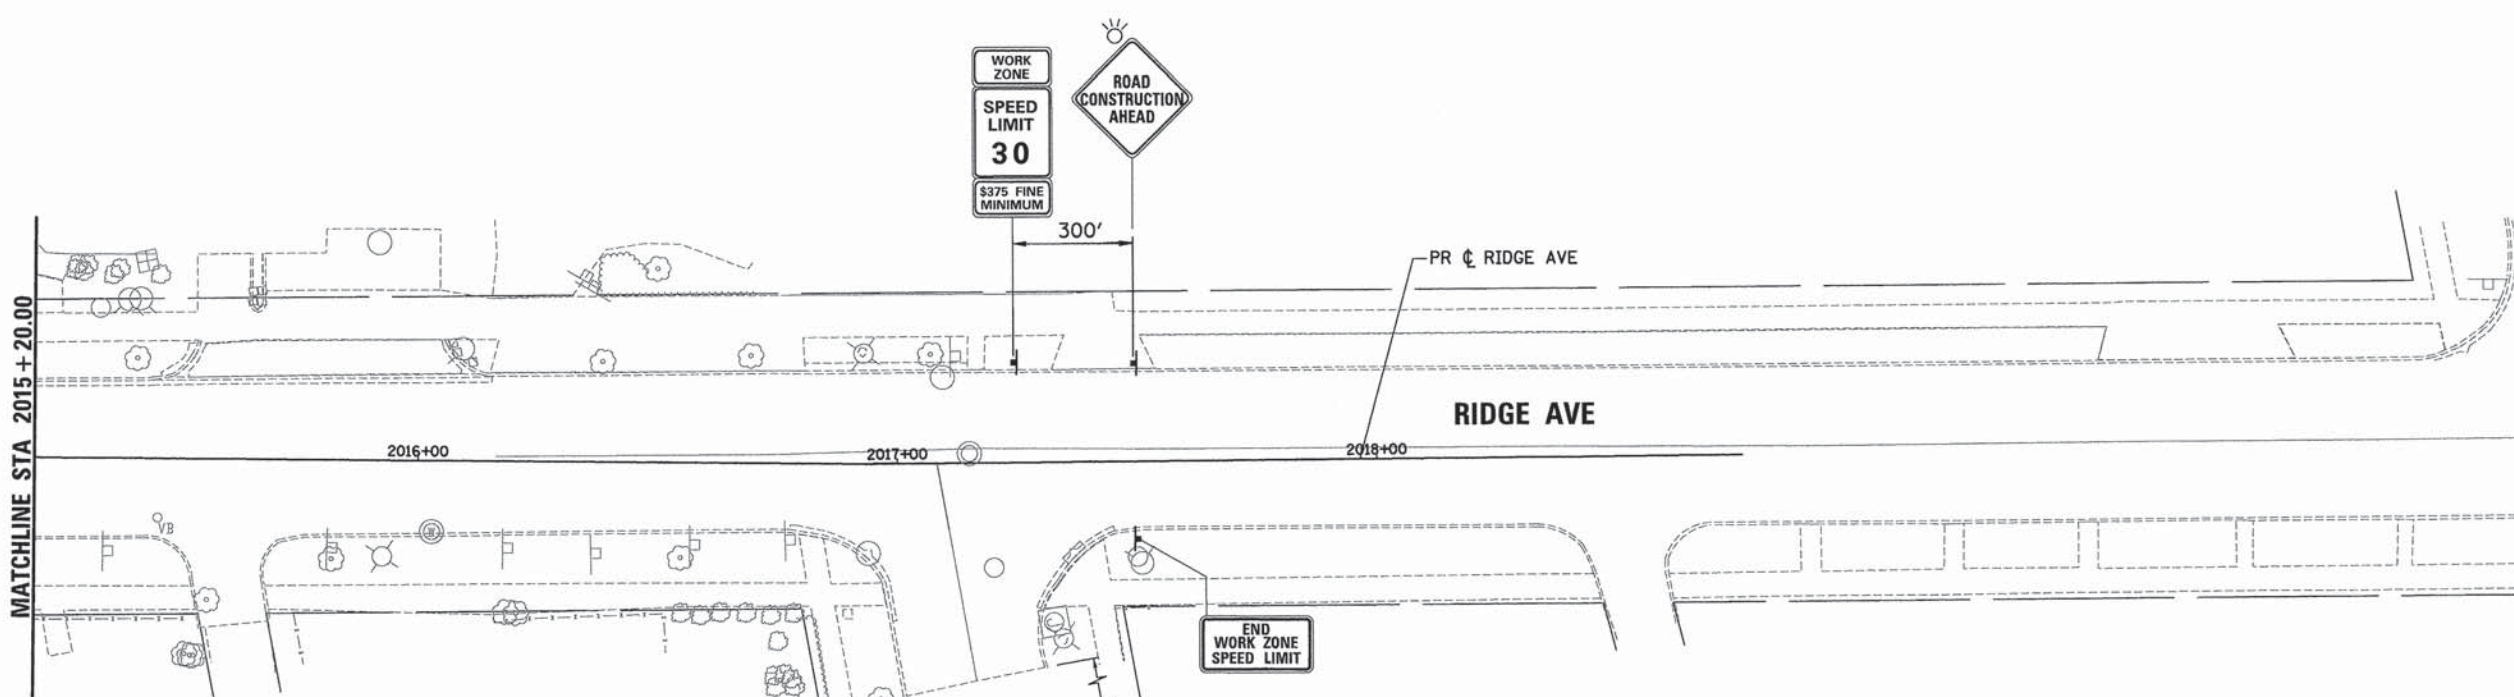 WORK
ZONE
SPEED
LIMIT
30
$375 FINE
MINIMUM
ROAD
CONSTRUCTION
AHEAD
300'
PR ℄ RIDGE AVE
MATCHLINE STA 2015+20.00
RIDGE AVE
2016+00
2017+00
2018+00
VB
END
WORK ZONE
SPEED LIMIT